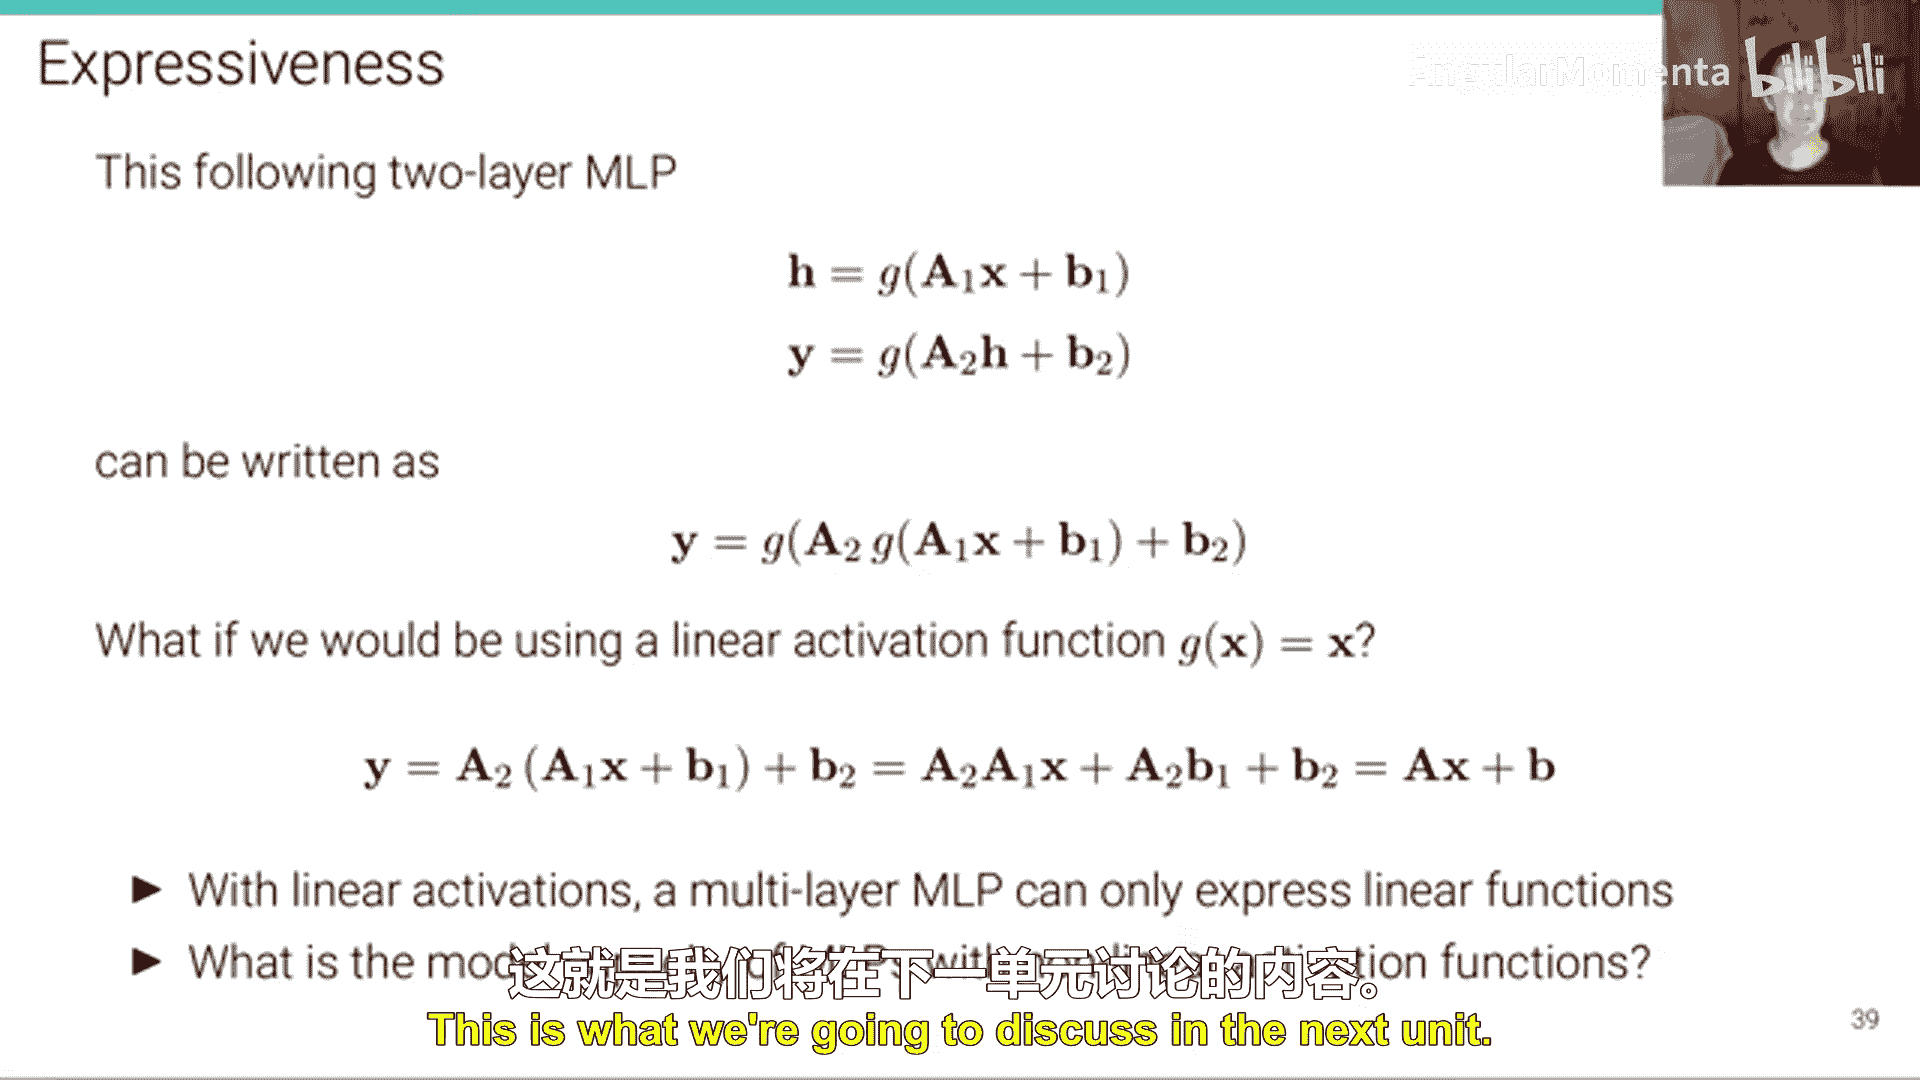 Expressiveness
AngularMomenta bilibili
This following two-layer MLP
h = g(A₁x + b₁)
y = g(A₂h + b₂)
can be written as
y = g(A₂ g(A₁x + b₁) + b₂)
What if we would be using a linear activation function g(x) = x?
y = A₂ (A₁x + b₁) + b₂ = A₂A₁x + A₂b₁ + b₂ = Ax + b
► With linear activations, a multi-layer MLP can only express linear functions
► What is the functions?
这就是我们将在下一单元讨论的内容。
This is what we're going to discuss in the next unit.
39